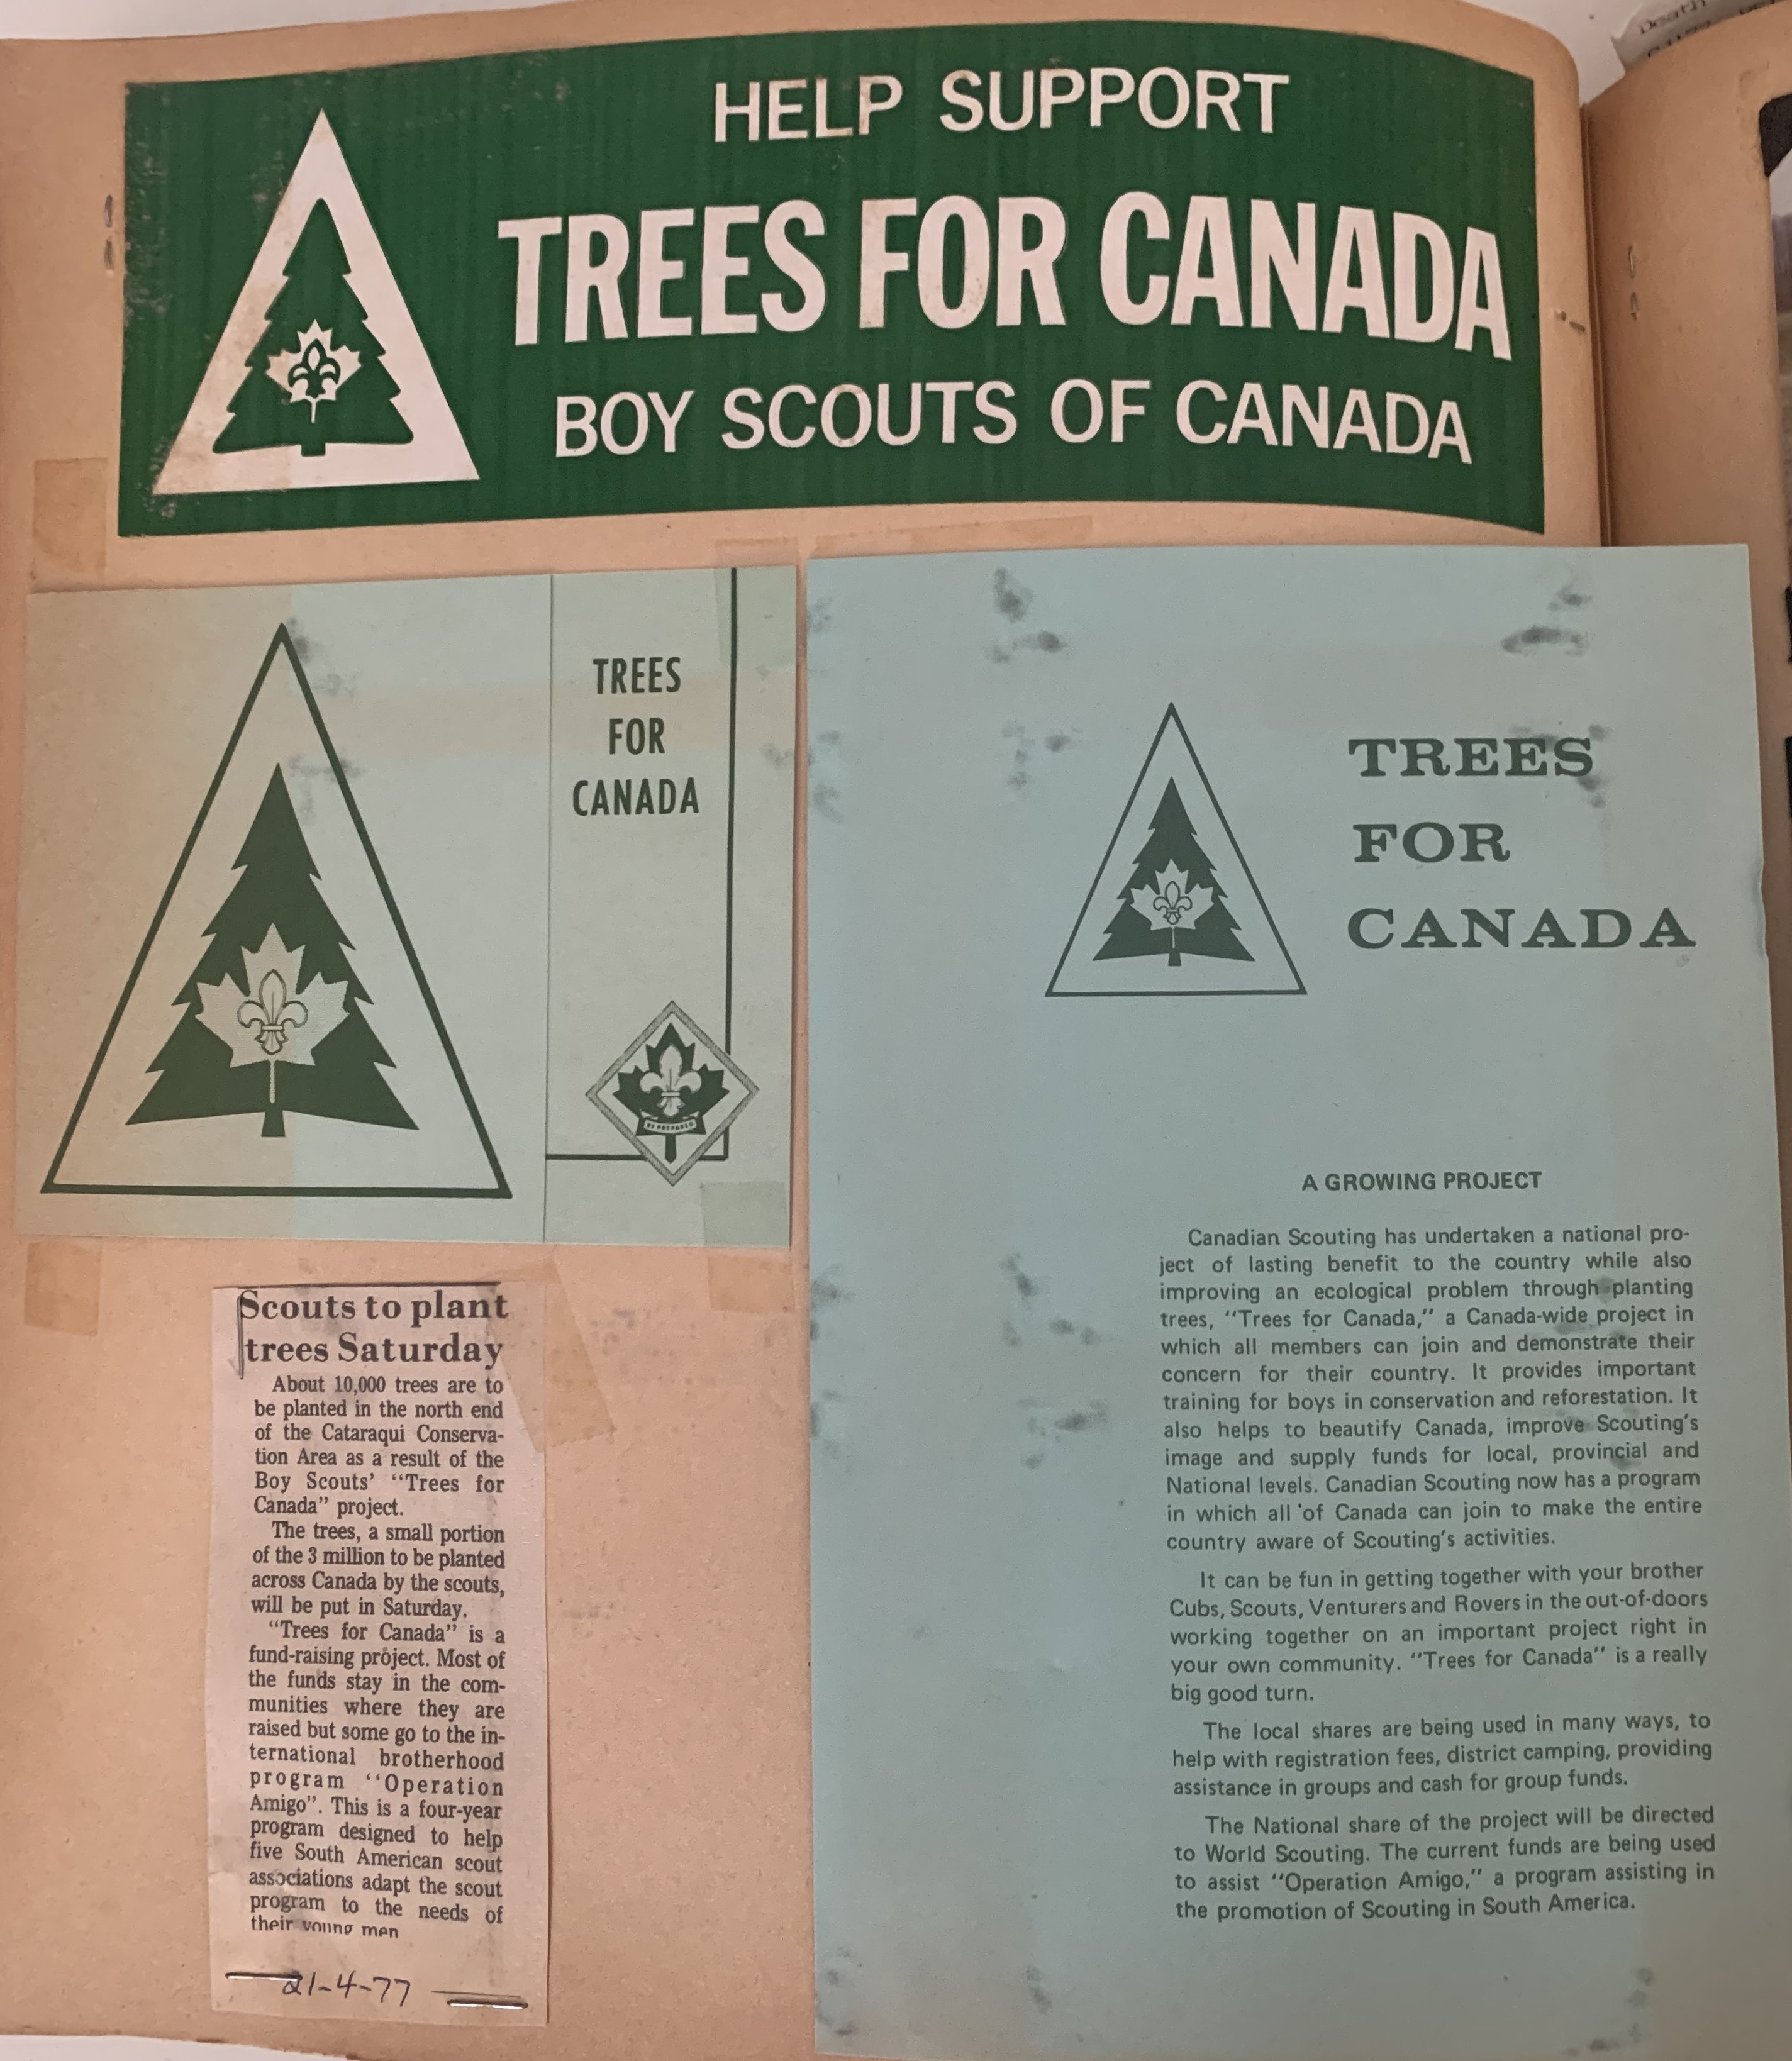 Death
HELP SUPPORT
TREES FOR CANADA
BOY SCOUTS OF CANADA
TREES
FOR
CANADA
BE PREPARED
TREES
FOR
CANADA
A GROWING PROJECT
Canadian Scouting has undertaken a national pro-
ject of lasting benefit to the country while also
improving an ecological problem through planting
trees, "Trees for Canada," a Canada-wide project in
which all members can join and demonstrate their
concern for their country. It provides important
training for boys in conservation and reforestation. It
also helps to beautify Canada, improve Scouting's
image and supply funds for local, provincial and
National levels. Canadian Scouting now has a program
in which all of Canada can join to make the entire
country aware of Scouting's activities.
It can be fun in getting together with your brother
Cubs, Scouts, Venturers and Rovers in the out-of-doors
working together on an important project right in
your own community. "Trees for Canada" is a really
big good turn.
The local shares are being used in many ways, to
help with registration fees, district camping, providing
assistance in groups and cash for group funds.
The National share of the project will be directed
to World Scouting. The current funds are being used
to assist "Operation Amigo," a program assisting in
the promotion of Scouting in South America.
Scouts to plant
trees Saturday
About 10,000 trees are to
be planted in the north end
of the Cataraqui Conserva-
tion Area as a result of the
Boy Scouts' "Trees for
Canada" project.
The trees, a small portion
of the 3 million to be planted
across Canada by the scouts,
will be put in Saturday.
"Trees for Canada" is a
fund-raising project. Most of
the funds stay in the com-
munities where they are
raised but some go to the in-
ternational brotherhood
program "Operation
Amigo". This is a four-year
program designed to help
five South American scout
associations adapt the scout
program to the needs of
their young men
21-4-77